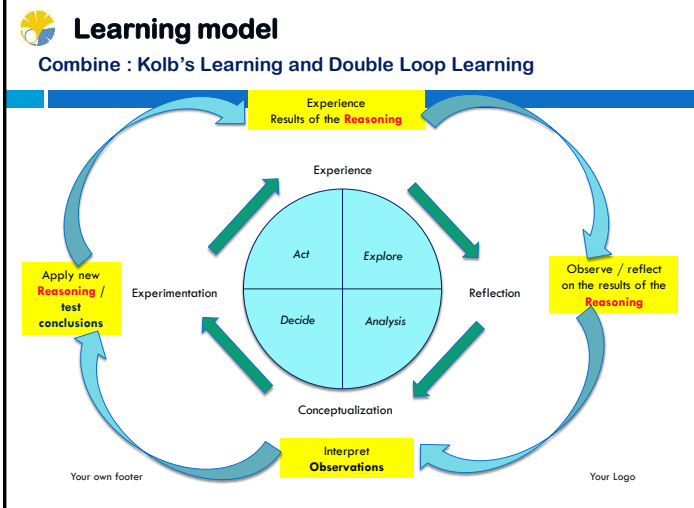 Learning model
Combine : Kolb's Learning and Double Loop Learning
Experience
Results of the Reasoning
Experience
Act
Explore
Apply new
Reasoning /
test
conclusions
Experimentation
Reflection
Observe / reflect
on the results of the
Reasoning
Decide
Analysis
Conceptualization
Interpret
Observations
Your own footer
Your Logo